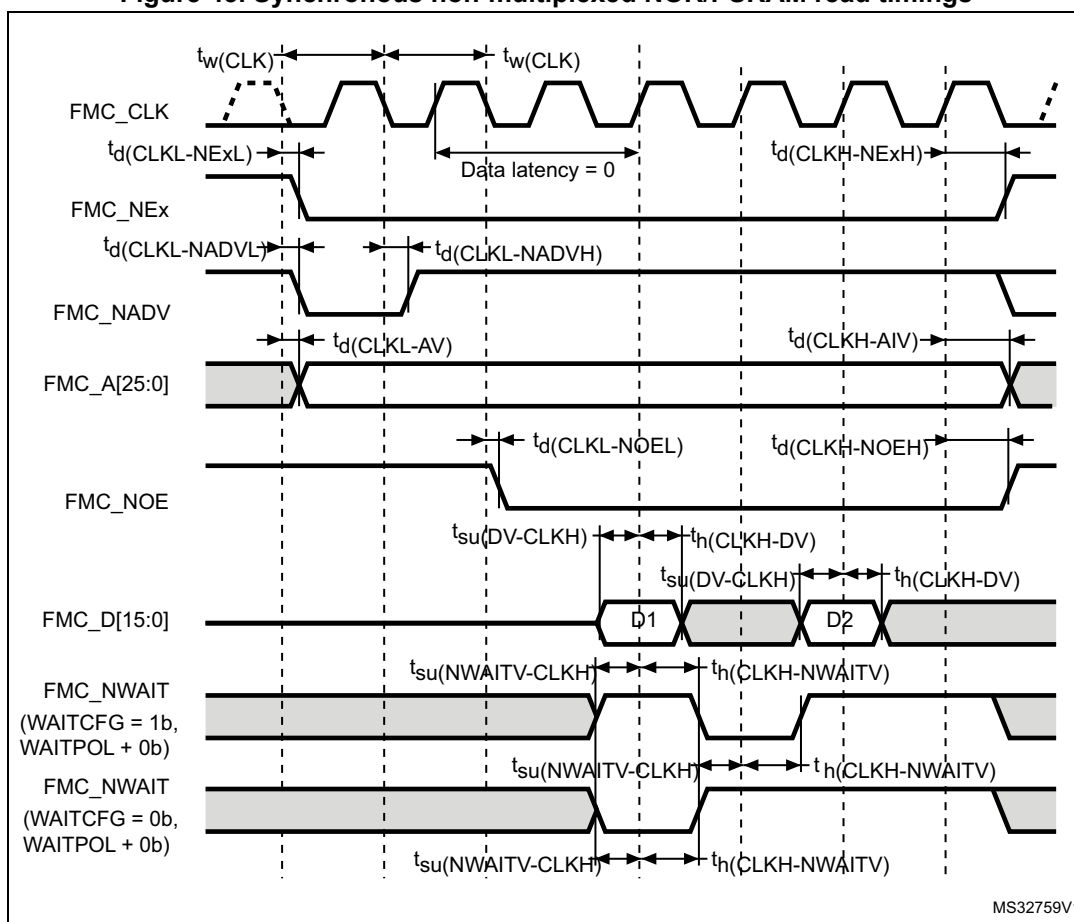 Figure 43. Synchronous non-multiplexed NOR/PSRAM read timings
tw(CLK) tw(CLK)
FMC_CLK
td(CLKL-NExL) Data latency = 0 td(CLKH-NExH)
FMC_NEx
td(CLKL-NADVL) td(CLKL-NADVH)
FMC_NADV
td(CLKL-AV) td(CLKH-AIV)
FMC_A[25:0]
td(CLKL-NOEL) td(CLKH-NOEH)
FMC_NOE
tsu(DV-CLKH) th(CLKH-DV)
tsu(DV-CLKH) th(CLKH-DV)
FMC_D[15:0] D1 D2
tsu(NWAITV-CLKH) th(CLKH-NWAITV)
FMC_NWAIT
(WAITCFG = 1b,
WAITPOL + 0b)
tsu(NWAITV-CLKH) th(CLKH-NWAITV)
FMC_NWAIT
(WAITCFG = 0b,
WAITPOL + 0b)
tsu(NWAITV-CLKH) th(CLKH-NWAITV)